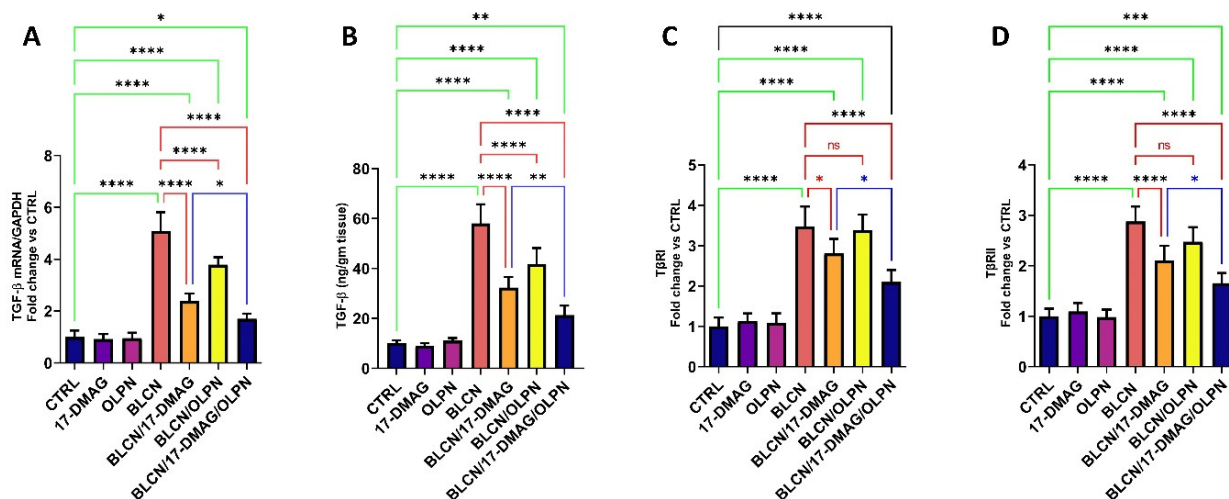 A
*
****
****
****
****
****
****
*
TGF-β mRNA/GAPDH
Fold change vs CTRL
8
6
4
2
0
CTRL
17-DMAG
OLPN
BLCN
BLCN/17-DMAG
BLCN/OLPN
BLCN/17-DMAG/OLPN
B
**
****
****
****
****
****
****
**
TGF-β (ng/gm tissue)
80
60
40
20
0
CTRL
17-DMAG
OLPN
BLCN
BLCN/17-DMAG
BLCN/OLPN
BLCN/17-DMAG/OLPN
C
****
****
****
****
ns
****
*
*
TβRI
Fold change vs CTRL
5
4
3
2
1
0
CTRL
17-DMAG
OLPN
BLCN
BLCN/17-DMAG
BLCN/OLPN
BLCN/17-DMAG/OLPN
D
***
****
****
****
ns
****
****
*
TβRII
Fold change vs CTRL
4
3
2
1
0
CTRL
17-DMAG
OLPN
BLCN
BLCN/17-DMAG
BLCN/OLPN
BLCN/17-DMAG/OLPN